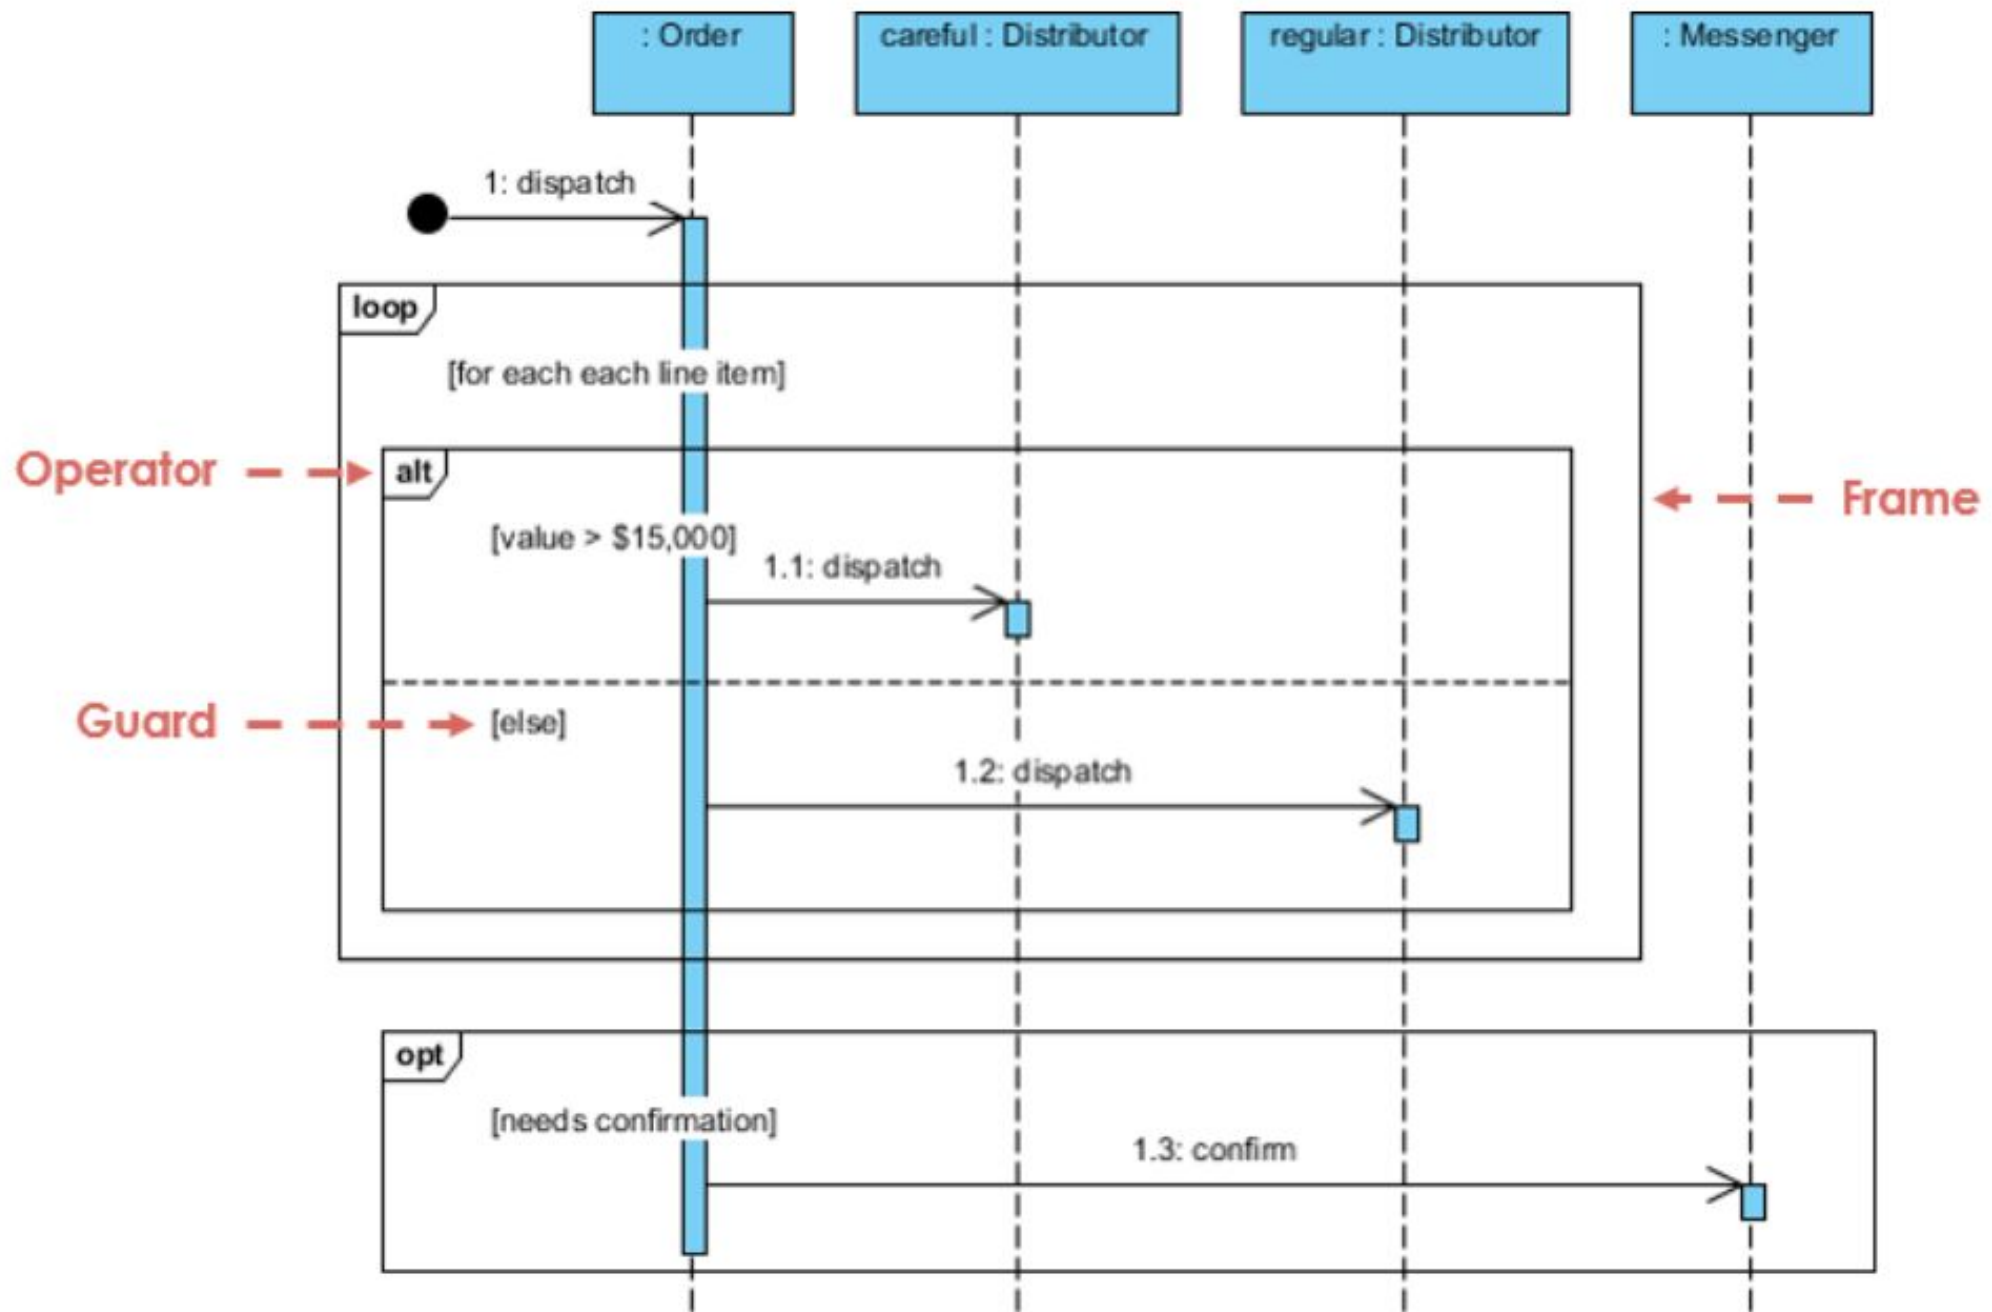 : Order
careful : Distributor
regular : Distributor
: Messenger
1: dispatch
loop
[for each each line item]
Operator
alt
Frame
[value > $15,000]
1.1: dispatch
Guard
[else]
1.2: dispatch
opt
[needs confirmation]
1.3: confirm